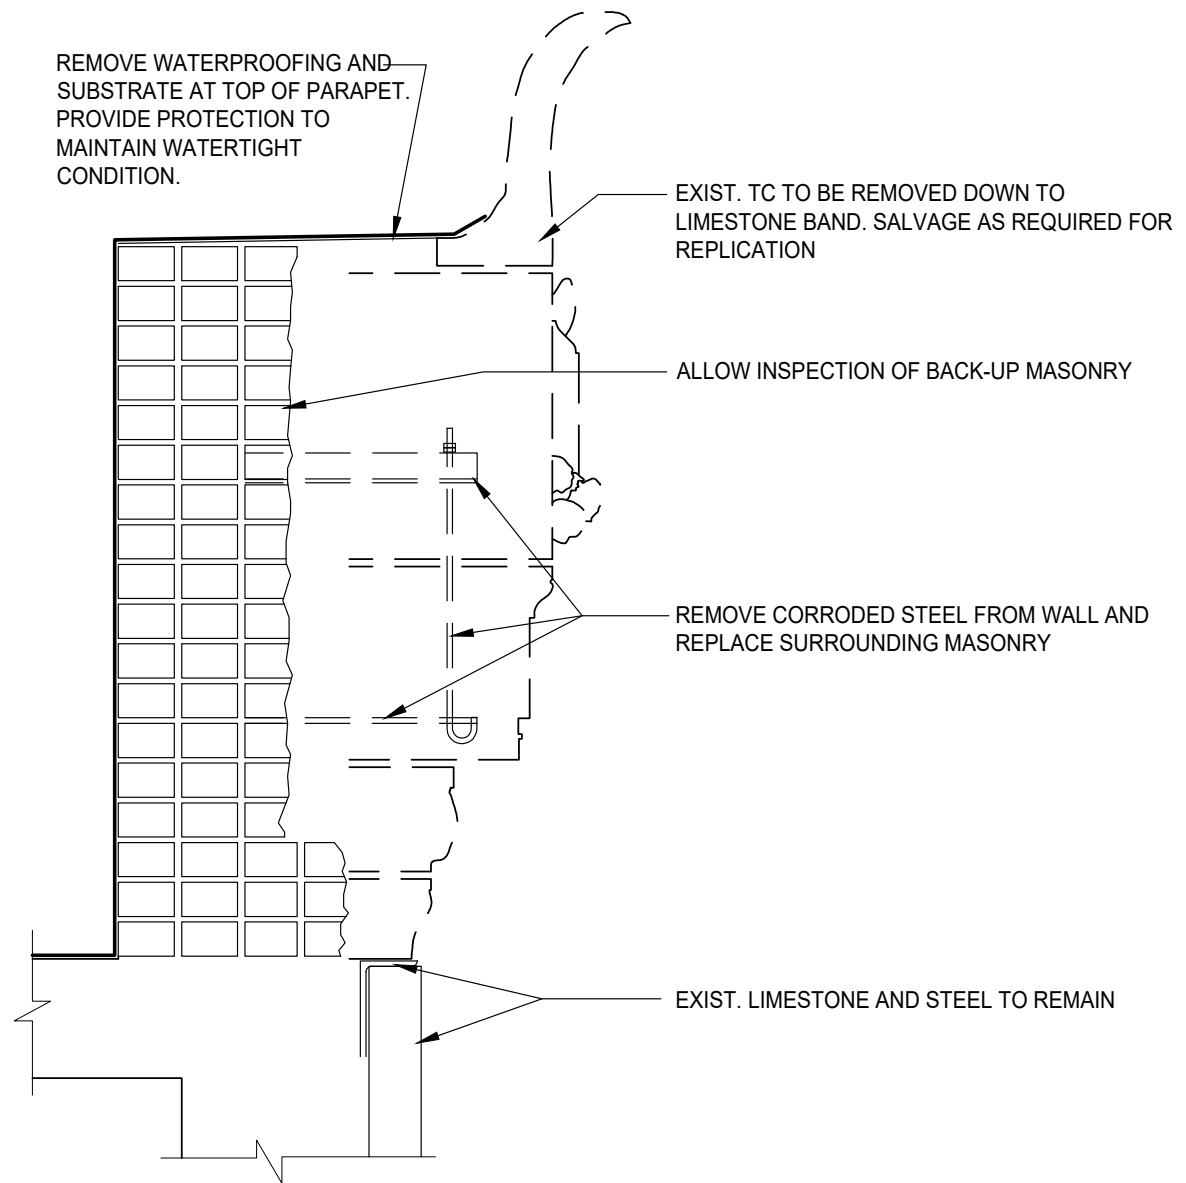 REMOVE WATERPROOFING AND
SUBSTRATE AT TOP OF PARAPET.
PROVIDE PROTECTION TO
MAINTAIN WATERTIGHT
CONDITION.
EXIST. TC TO BE REMOVED DOWN TO
LIMESTONE BAND. SALVAGE AS REQUIRED FOR
REPLICATION
ALLOW INSPECTION OF BACK-UP MASONRY
REMOVE CORRODED STEEL FROM WALL AND
REPLACE SURROUNDING MASONRY
EXIST. LIMESTONE AND STEEL TO REMAIN